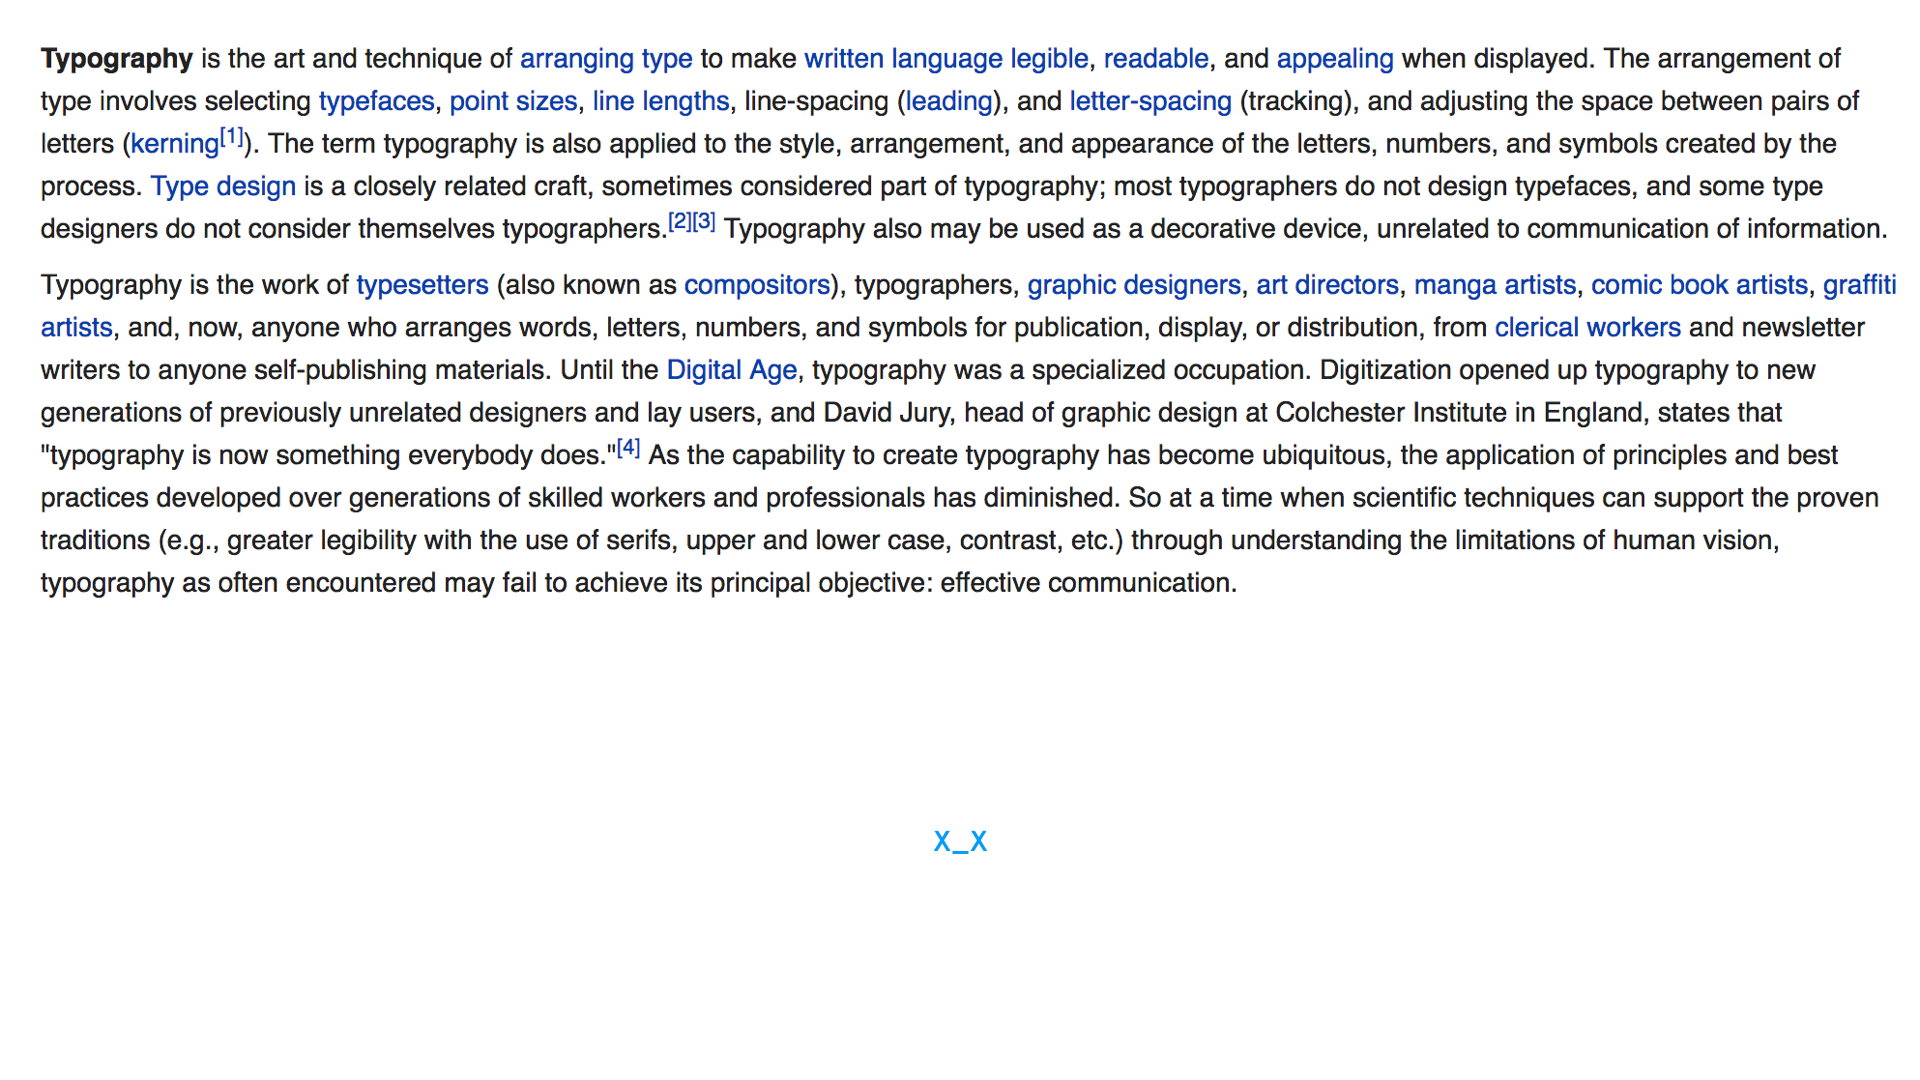 Typography is the art and technique of arranging type to make written language legible, readable, and appealing when displayed. The arrangement of
type involves selecting typefaces, point sizes, line lengths, line-spacing (leading), and letter-spacing (tracking), and adjusting the space between pairs of
letters (kerning[1]). The term typography is also applied to the style, arrangement, and appearance of the letters, numbers, and symbols created by the
process. Type design is a closely related craft, sometimes considered part of typography; most typographers do not design typefaces, and some type
designers do not consider themselves typographers.[2][3] Typography also may be used as a decorative device, unrelated to communication of information.
Typography is the work of typesetters (also known as compositors), typographers, graphic designers, art directors, manga artists, comic book artists, graffiti
artists, and, now, anyone who arranges words, letters, numbers, and symbols for publication, display, or distribution, from clerical workers and newsletter
writers to anyone self-publishing materials. Until the Digital Age, typography was a specialized occupation. Digitization opened up typography to new
generations of previously unrelated designers and lay users, and David Jury, head of graphic design at Colchester Institute in England, states that
"typography is now something everybody does."[4] As the capability to create typography has become ubiquitous, the application of principles and best
practices developed over generations of skilled workers and professionals has diminished. So at a time when scientific techniques can support the proven
traditions (e.g., greater legibility with the use of serifs, upper and lower case, contrast, etc.) through understanding the limitations of human vision,
typography as often encountered may fail to achieve its principal objective: effective communication.
X_X